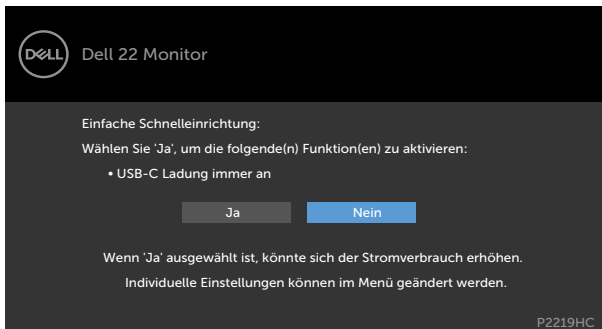 DELL
Dell 22 Monitor
Einfache Schnelleinrichtung:
Wählen Sie 'Ja', um die folgende(n) Funktion(en) zu aktivieren:
• USB-C Ladung immer an
Ja Nein
Wenn 'Ja' ausgewählt ist, könnte sich der Stromverbrauch erhöhen.
Individuelle Einstellungen können im Menü geändert werden.
P2219HC